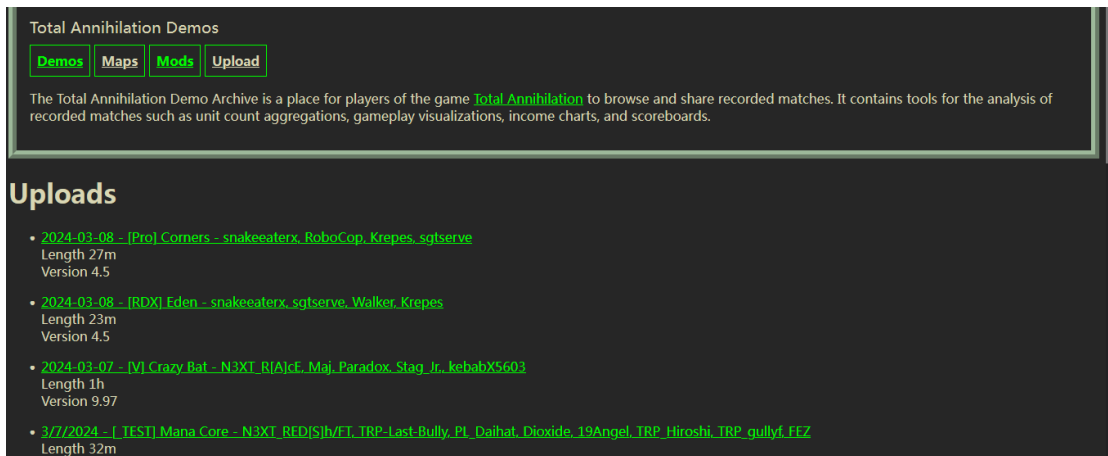 Total Annihilation Demos
Demos Maps Mods Upload
The Total Annihilation Demo Archive is a place for players of the game Total Annihilation to browse and share recorded matches. It contains tools for the analysis of
recorded matches such as unit count aggregations, gameplay visualizations, income charts, and scoreboards.
Uploads
• 2024-03-08 - [Pro] Corners - snakeeaterx, RoboCop, Krepes, sgtserve
Length 27m
Version 4.5
• 2024-03-08 - [RDX] Eden - snakeeaterx, sgtserve, Walker, Krepes
Length 23m
Version 4.5
• 2024-03-07 - [V] Crazy Bat - N3XT_R[A]cE, Maj. Paradox, Stag_Jr., kebabX5603
Length 1h
Version 9.97
• 3/7/2024 - [_TEST] Mana Core - N3XT_RED[S]h/FT, TRP-Last-Bully, PL_Daihat, Dioxide, 19Angel, TRP_Hiroshi, TRP_gullyf, FEZ
Length 32m